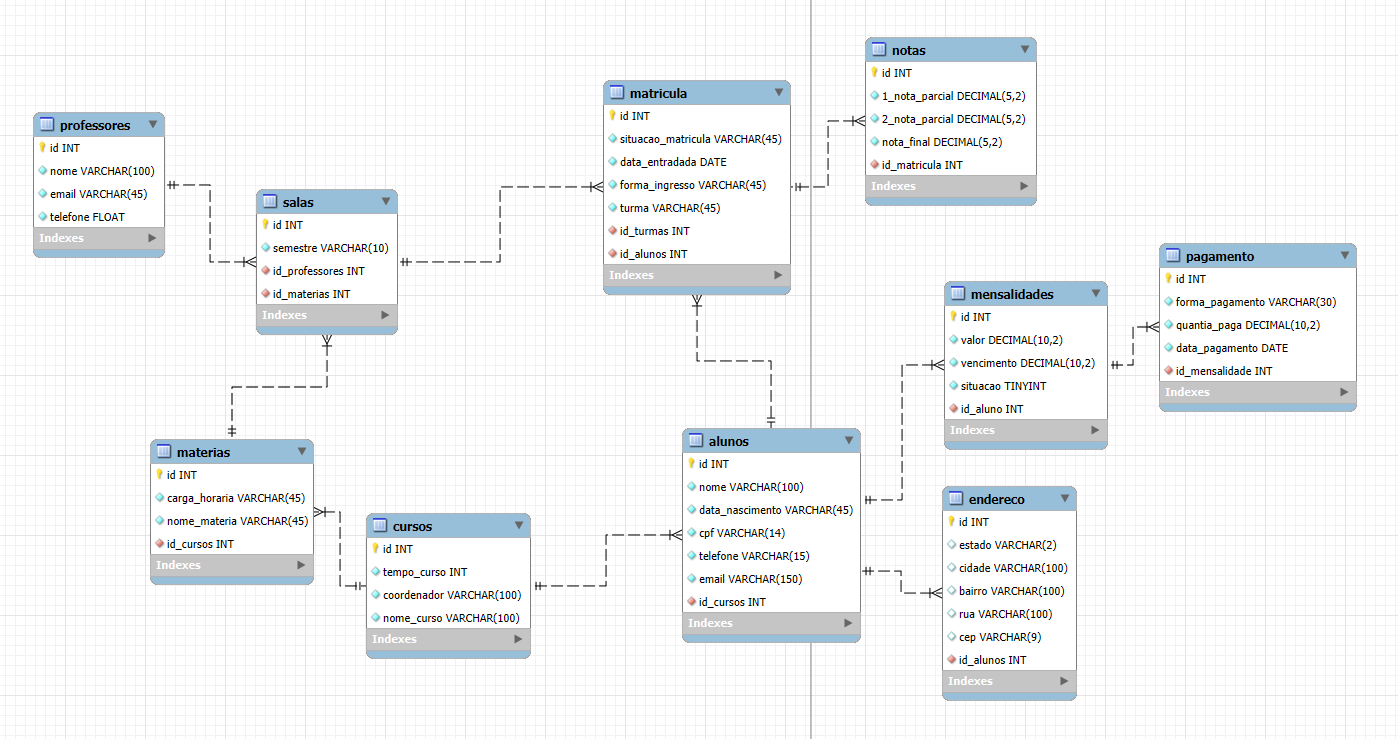 professores
id INT
nome VARCHAR(100)
email VARCHAR(45)
telefone FLOAT
Indexes
salas
id INT
semestre VARCHAR(10)
id_professores INT
id_materias INT
Indexes
matricula
id INT
situacao_matricula VARCHAR(45)
data_entradada DATE
forma_ingresso VARCHAR(45)
turma VARCHAR(45)
id_turmas INT
id_alunos INT
Indexes
notas
id INT
1_nota_parcial DECIMAL(5,2)
2_nota_parcial DECIMAL(5,2)
nota_final DECIMAL(5,2)
id_matricula INT
Indexes
pagamento
id INT
forma_pagamento VARCHAR(30)
quantia_paga DECIMAL(10,2)
data_pagamento DATE
id_mensalidade INT
Indexes
mensalidades
id INT
valor DECIMAL(10,2)
vencimento DECIMAL(10,2)
situacao TINYINT
id_aluno INT
Indexes
materias
id INT
carga_horaria VARCHAR(45)
nome_materia VARCHAR(45)
id_cursos INT
Indexes
cursos
id INT
tempo_curso INT
coordenador VARCHAR(100)
nome_curso VARCHAR(100)
Indexes
alunos
id INT
nome VARCHAR(100)
data_nascimento VARCHAR(45)
cpf VARCHAR(14)
telefone VARCHAR(15)
email VARCHAR(150)
id_cursos INT
Indexes
endereco
id INT
estado VARCHAR(2)
cidade VARCHAR(100)
bairro VARCHAR(100)
rua VARCHAR(100)
cep VARCHAR(9)
id_alunos INT
Indexes